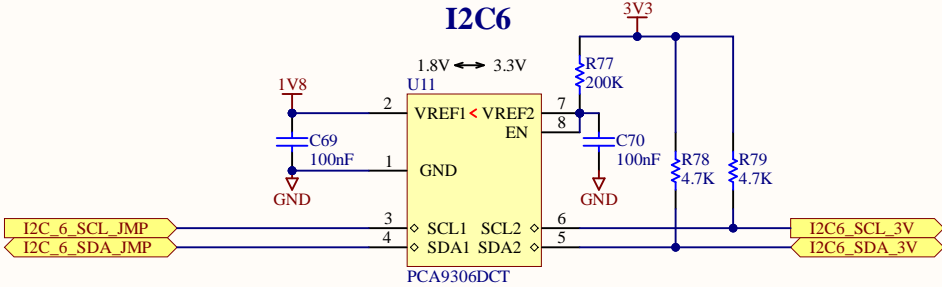 I2C6
3V3
1.8V 3.3V
R77
200K
U11
1V8
2 VREF1 < VREF2 7
EN 8
C69
100nF
C70
100nF
R78
4.7K
R79
4.7K
1 GND
GND
GND
I2C_6_SCL_JMP 3 SCL1 SCL2 6 I2C6_SCL_3V
I2C_6_SDA_JMP 4 SDA1 SDA2 5 I2C6_SDA_3V
PCA9306DCT